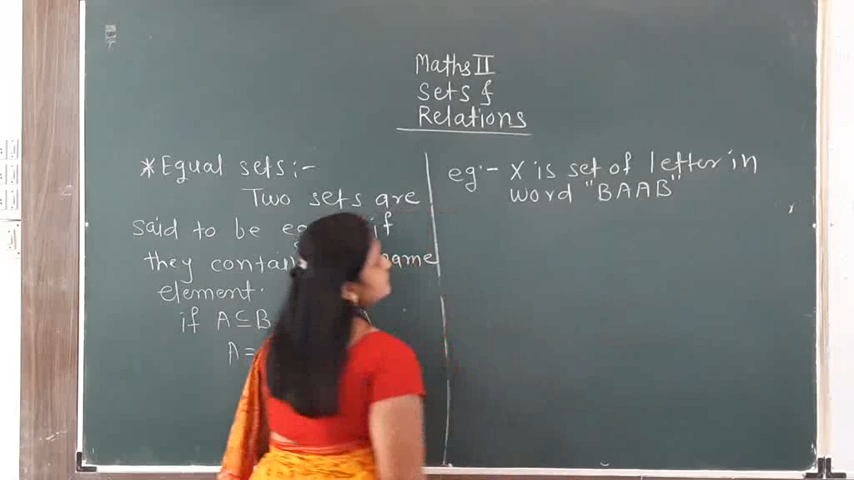 Maths II
Sets &
Relations
*Equal sets:-
Two sets are
said to be if
they contain same
element.
if A⊆B
A=
eg:- X is set of letter in
word "BAAB"